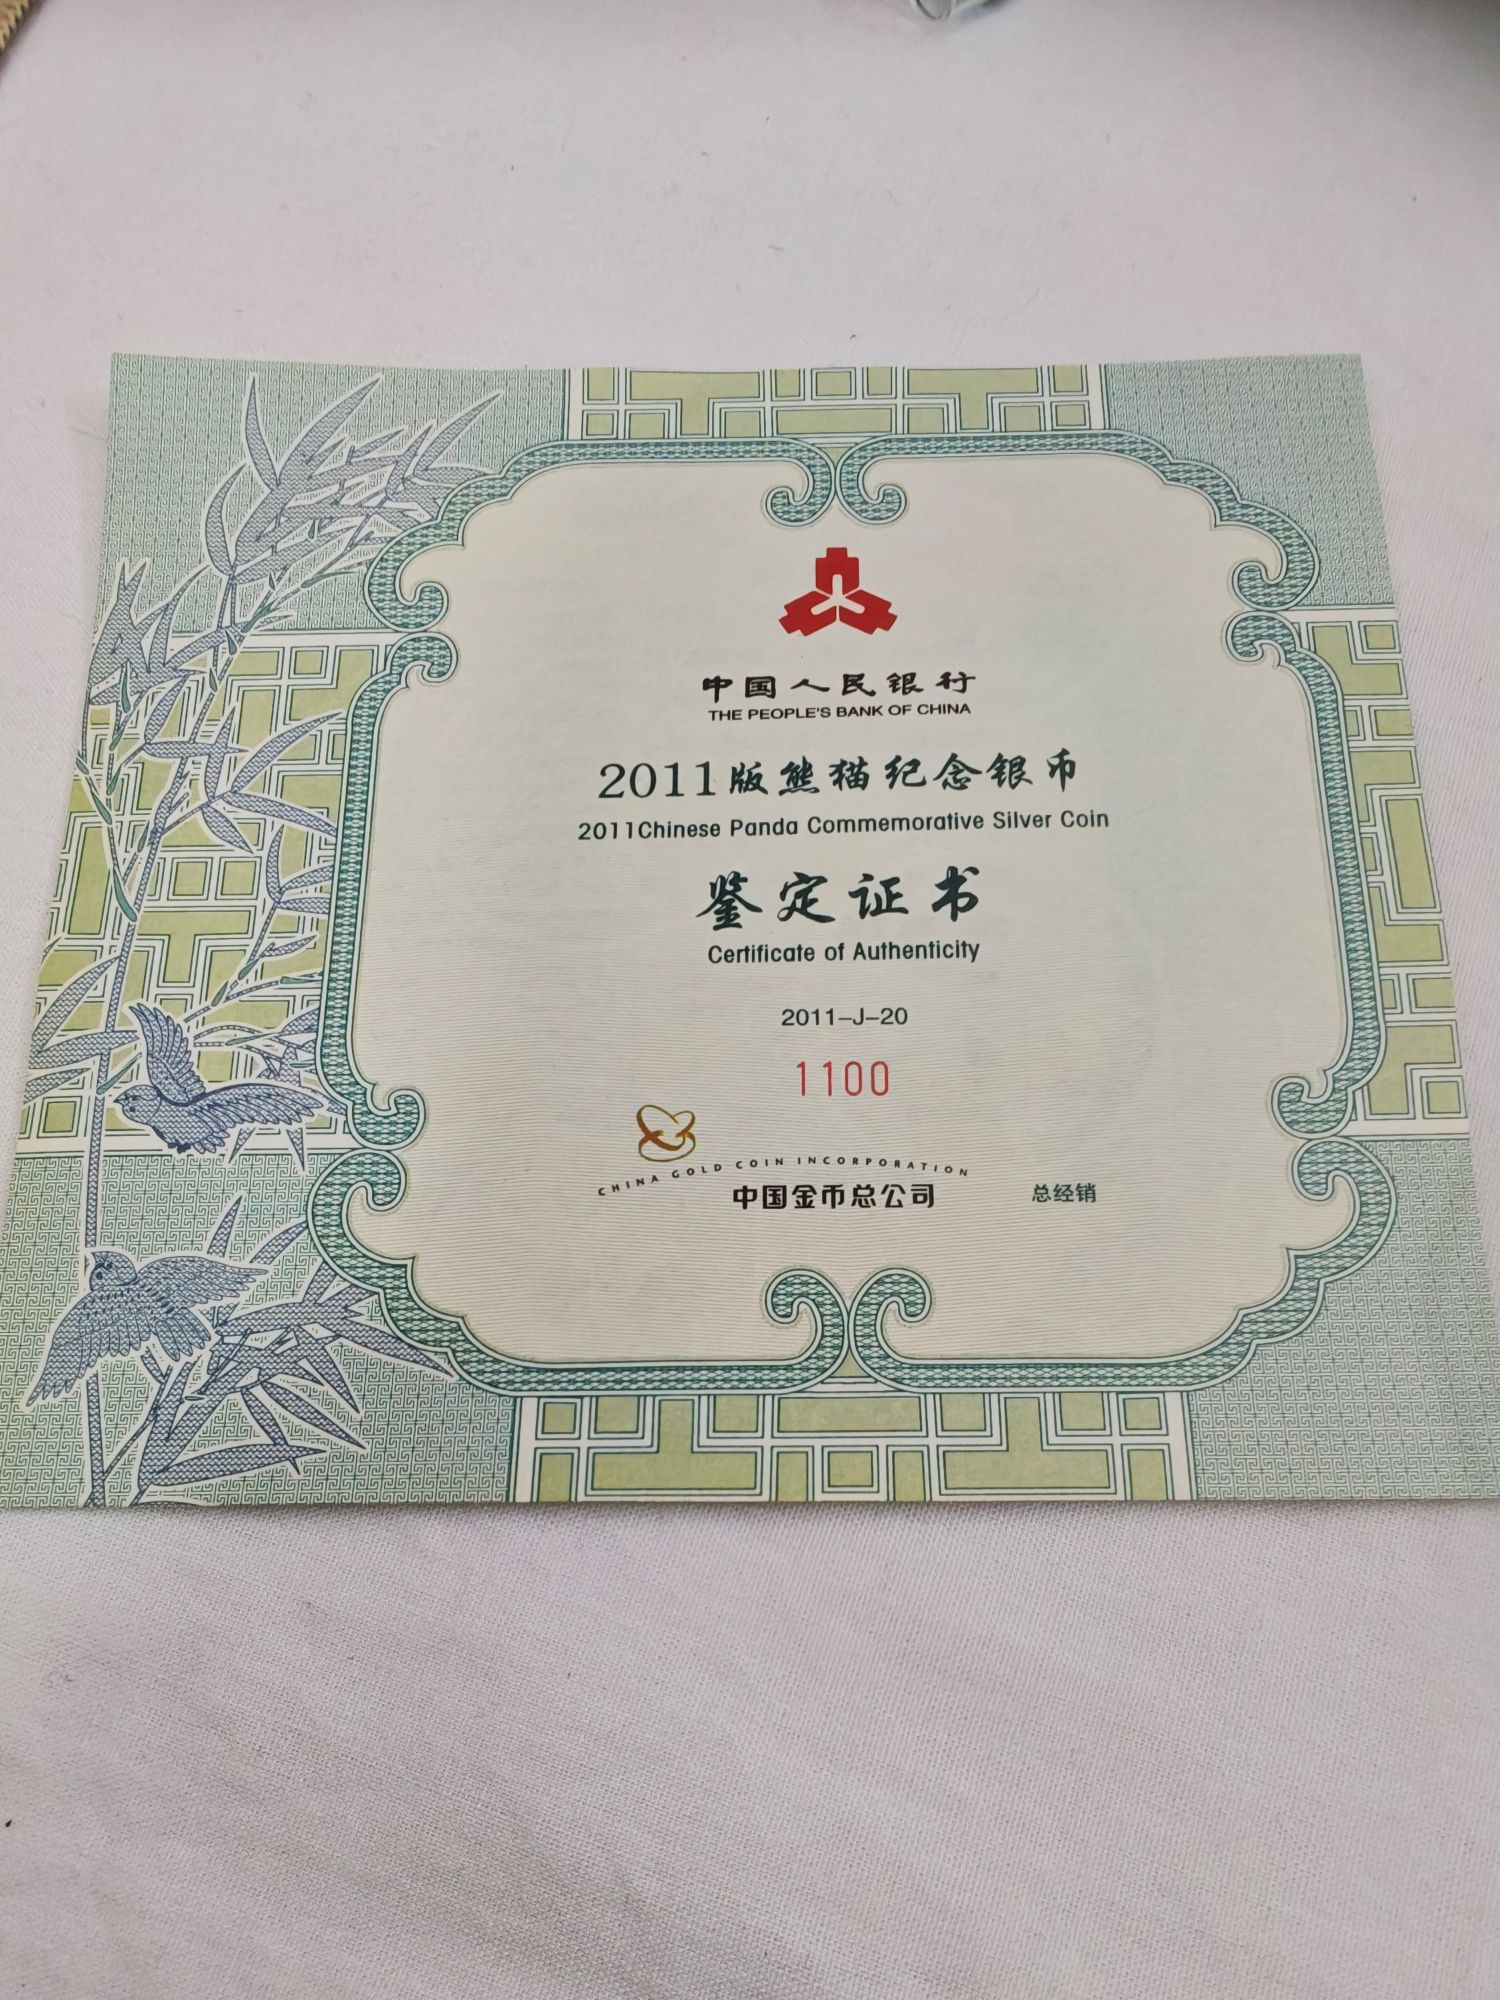 中国人民银行
THE PEOPLE'S BANK OF CHINA
2011版熊猫纪念银币
2011Chinese Panda Commemorative Silver Coin
鉴定证书
Certificate of Authenticity
2011-J-20
1100
CHINA GOLD COIN INCORPORATION
中国金币总公司 总经销